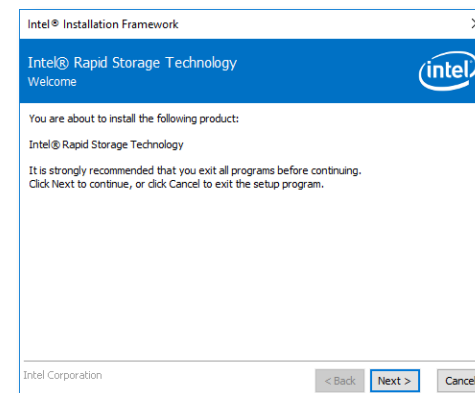 Intel® Installation Framework
Intel® Rapid Storage Technology
Welcome
intel
You are about to install the following product:
Intel® Rapid Storage Technology
It is strongly recommended that you exit all programs before continuing.
Click Next to continue, or click Cancel to exit the setup program.
Intel Corporation
< Back Next > Cancel